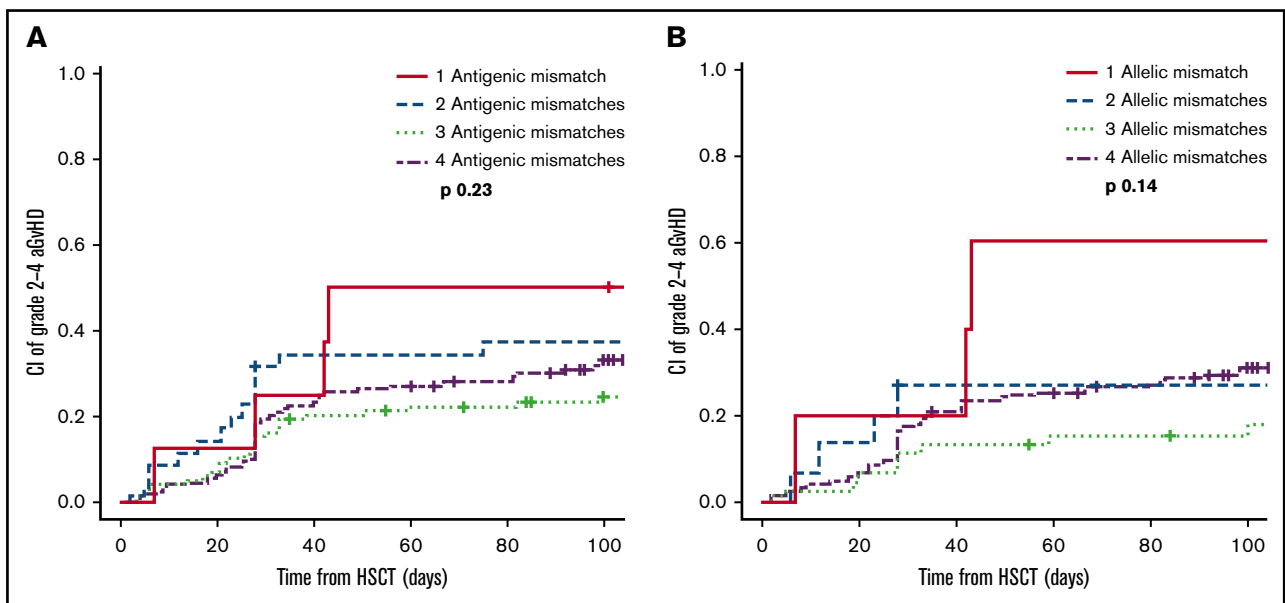 A
1.0
0.8
0.6
0.4
0.2
0.0
CI of grade 2–4 aGvHD
1 Antigenic mismatch
2 Antigenic mismatches
3 Antigenic mismatches
4 Antigenic mismatches
p 0.23
0 20 40 60 80 100
Time from HSCT (days)
B
1.0
0.8
0.6
0.4
0.2
0.0
CI of grade 2–4 aGvHD
1 Allelic mismatch
2 Allelic mismatches
3 Allelic mismatches
4 Allelic mismatches
p 0.14
0 20 40 60 80 100
Time from HSCT (days)